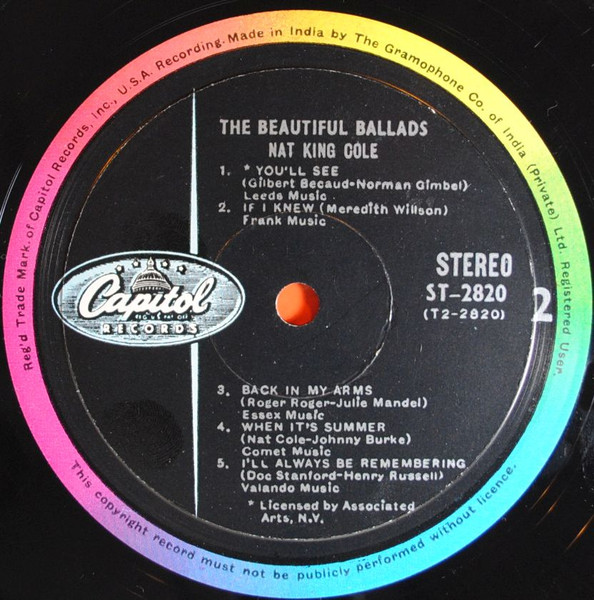 Reg'd Trade Mark. of Capitol Records, Inc., U.S.A. Recording. Made in India by The Gramophone Co. of India (Private) Ltd. Registered User.
THE BEAUTIFUL BALLADS
NAT KING COLE
1. * YOU'LL SEE
(Gilbert Becaud-Norman Gimbel)
Leeds Music
2. IF I KNEW (Meredith Willson)
Frank Music
Capitol
RECORDS
STEREO
ST-2820
(T2-2820)
2
3. BACK IN MY ARMS
(Roger Roger-Julie Mandel)
Essex Music
4. WHEN IT'S SUMMER
(Nat Cole-Johnny Burke)
Comet Music
5. I'LL ALWAYS BE REMEMBERING
(Doc Stanford-Henry Russell)
Valando Music
* Licensed by Associated
Arts, N.Y.
This copyright record must not be publicly performed without licence.